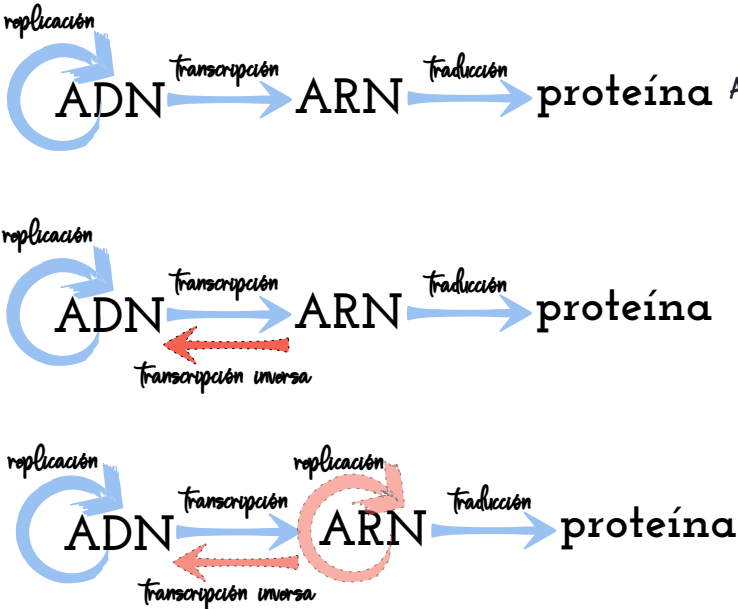 replicación
transcripción traducción
ADN ARN proteína A
replicación
transcripción traducción
ADN ARN proteína
transcripción inversa
replicación replicación
transcripción traducción
ADN ARN proteína
transcripción inversa